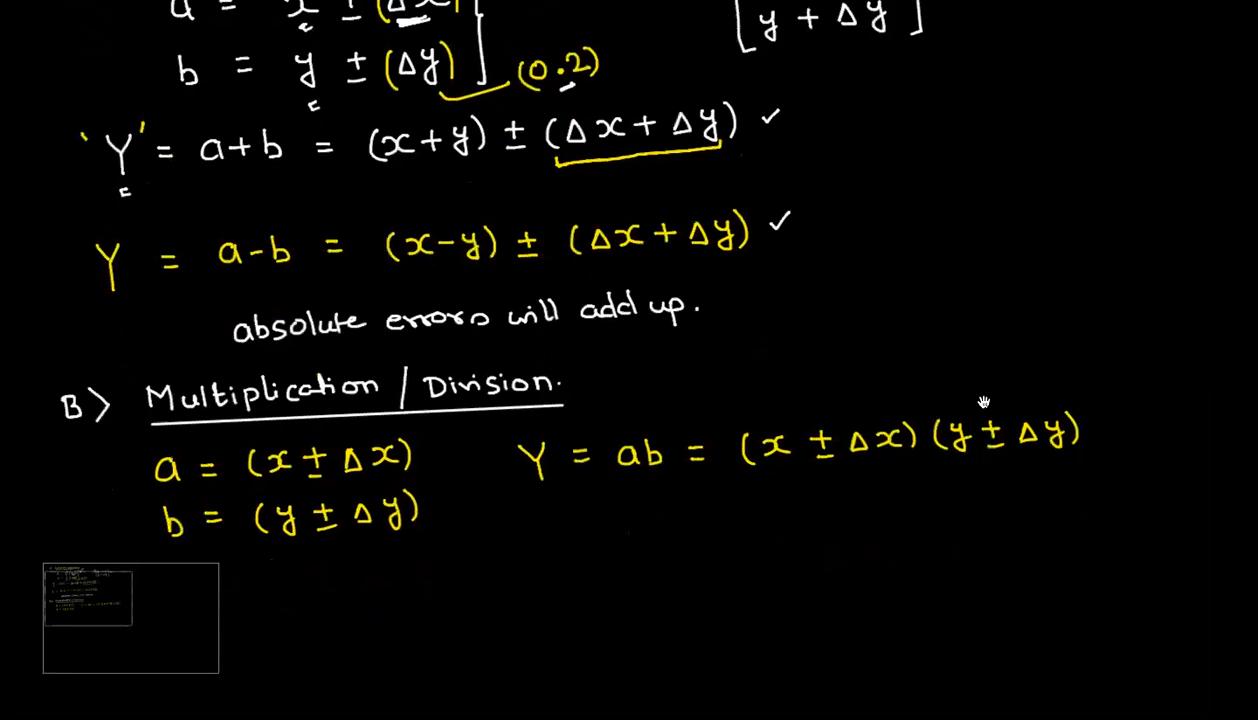 a = x ± (Δx)
[y + Δy]
b = y ± (Δy) (0.2)
'Y' = a+b = (x+y) ± (Δx + Δy) ✓
Y = a-b = (x-y) ± (Δx + Δy) ✓
absolute errors will add up.
B> Multiplication / Division.
a = (x ± Δx) Y = ab = (x ± Δx) (y ± Δy)
b = (y ± Δy)